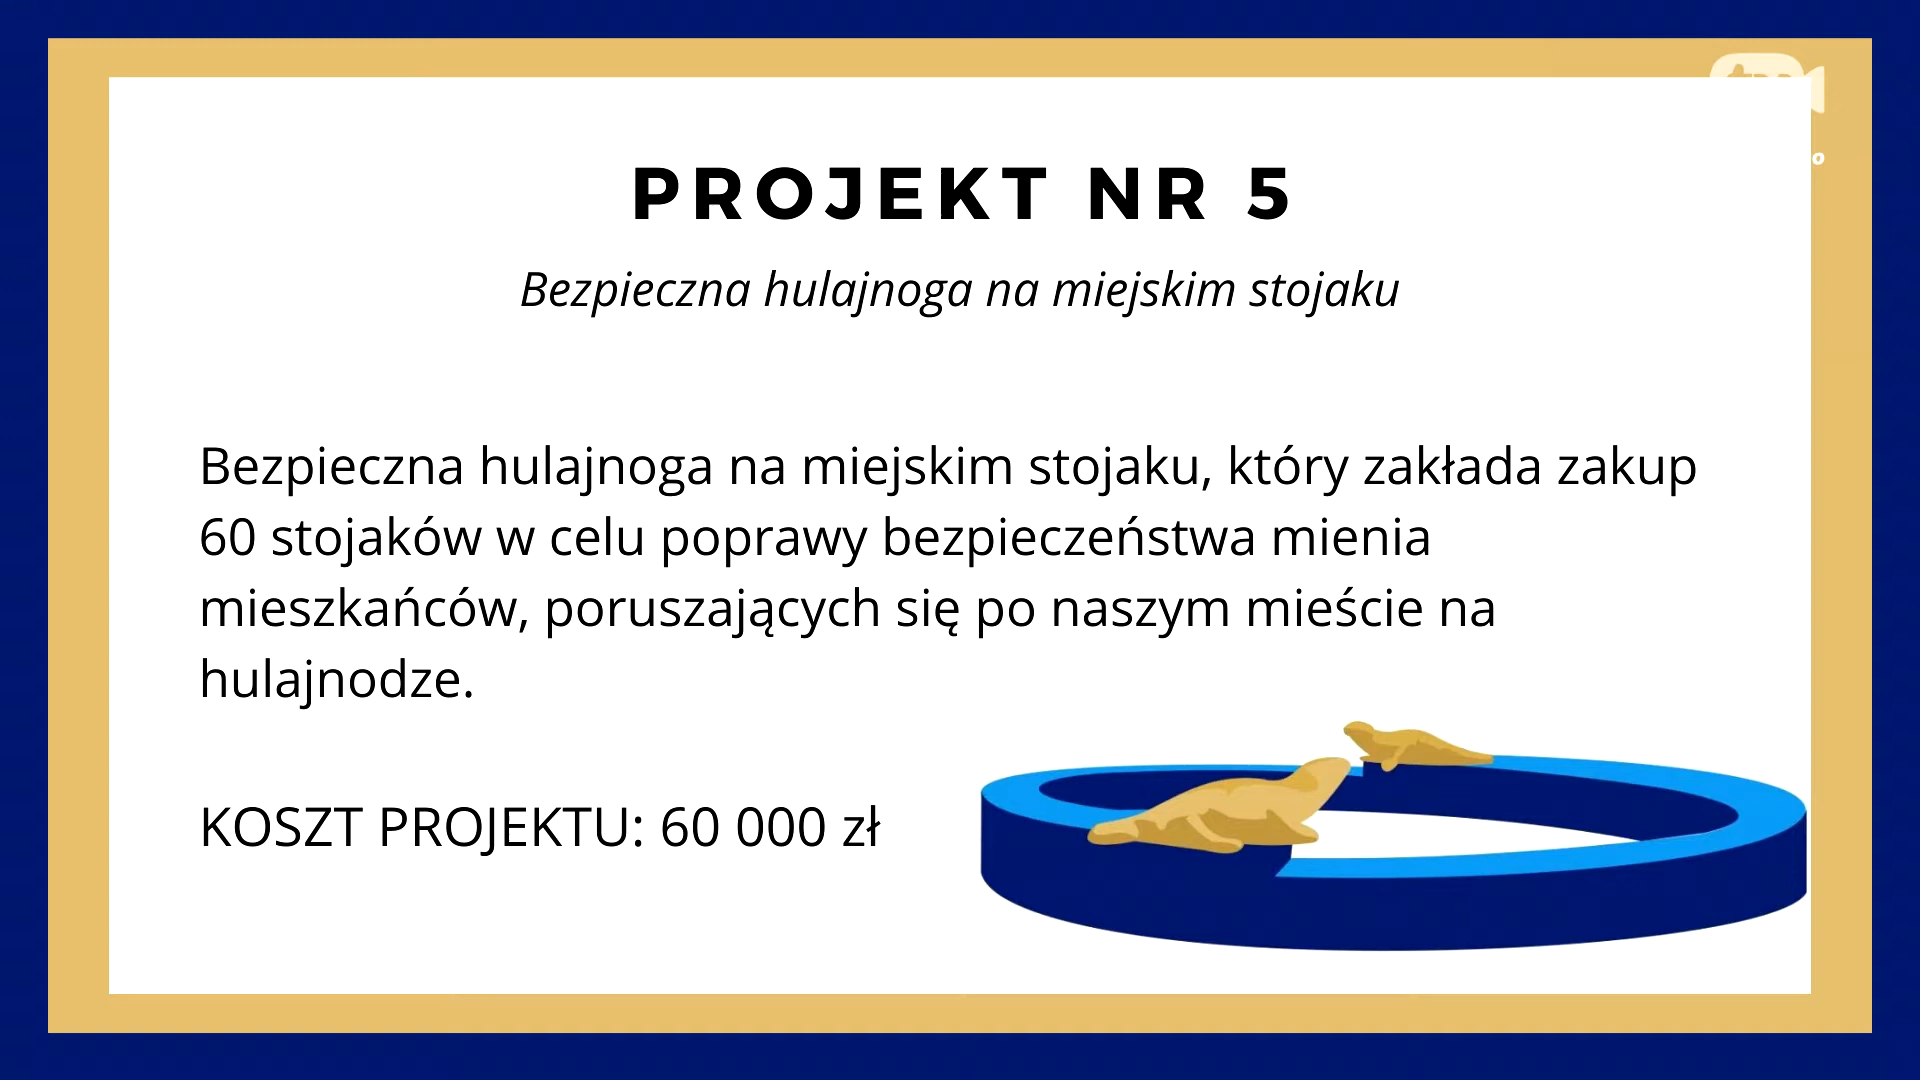 PROJEKT NR 5
Bezpieczna hulajnoga na miejskim stojaku
Bezpieczna hulajnoga na miejskim stojaku, który zakłada zakup
60 stojaków w celu poprawy bezpieczeństwa mienia
mieszkańców, poruszających się po naszym mieście na
hulajnodze.
KOSZT PROJEKTU: 60 000 zł